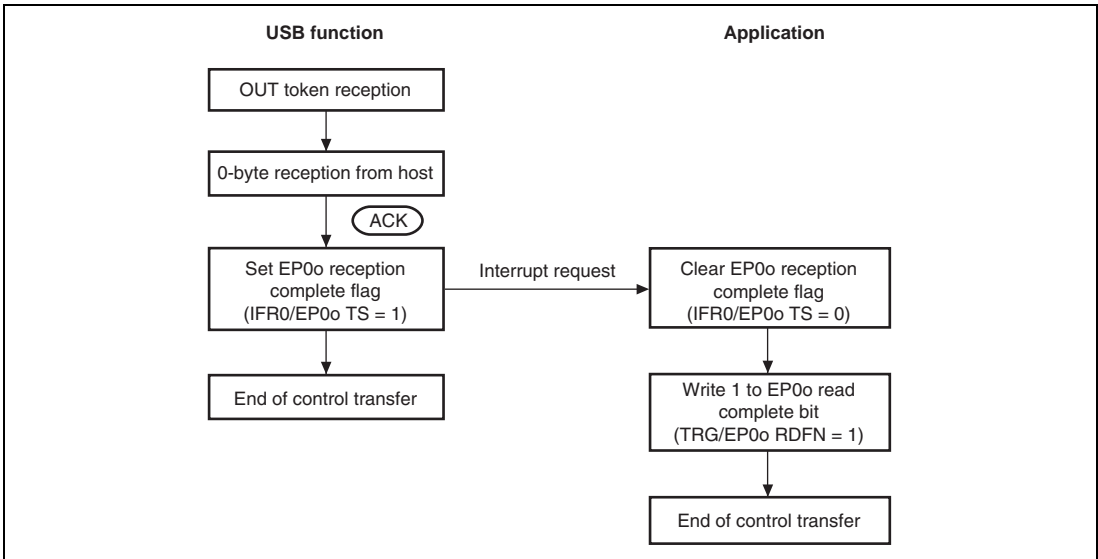 USB function
Application
OUT token reception
0-byte reception from host
ACK
Set EP0o reception
complete flag
(IFR0/EP0o TS = 1)
Interrupt request
Clear EP0o reception
complete flag
(IFR0/EP0o TS = 0)
End of control transfer
Write 1 to EP0o read
complete bit
(TRG/EP0o RDFN = 1)
End of control transfer